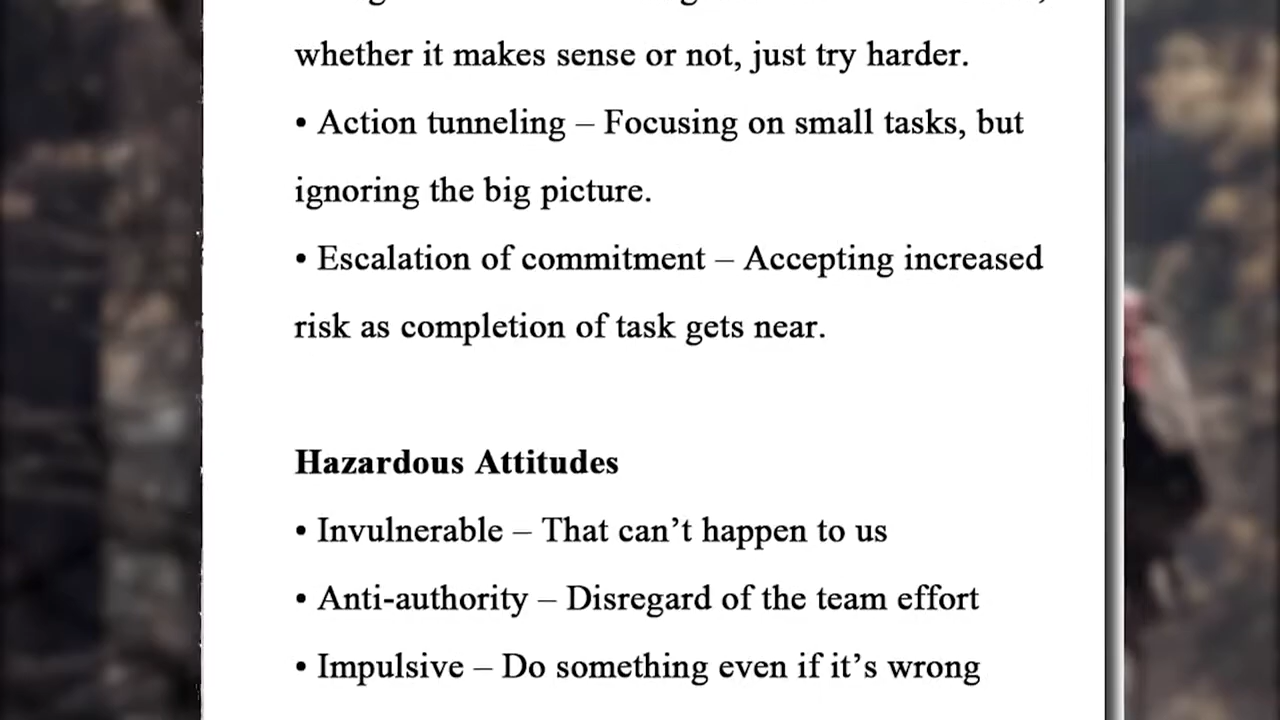 whether it makes sense or not, just try harder.
• Action tunneling – Focusing on small tasks, but
ignoring the big picture.
• Escalation of commitment – Accepting increased
risk as completion of task gets near.
Hazardous Attitudes
• Invulnerable – That can’t happen to us
• Anti-authority – Disregard of the team effort
• Impulsive – Do something even if it’s wrong